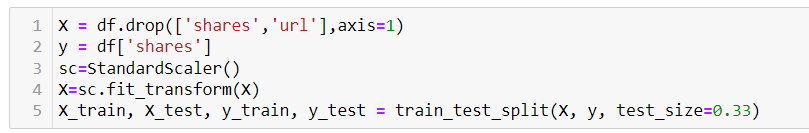 1 X = df.drop(['shares','url'],axis=1)
2 y = df['shares']
3 sc=StandardScaler()
4 X=sc.fit_transform(X)
5 X_train, X_test, y_train, y_test = train_test_split(X, y, test_size=0.33)